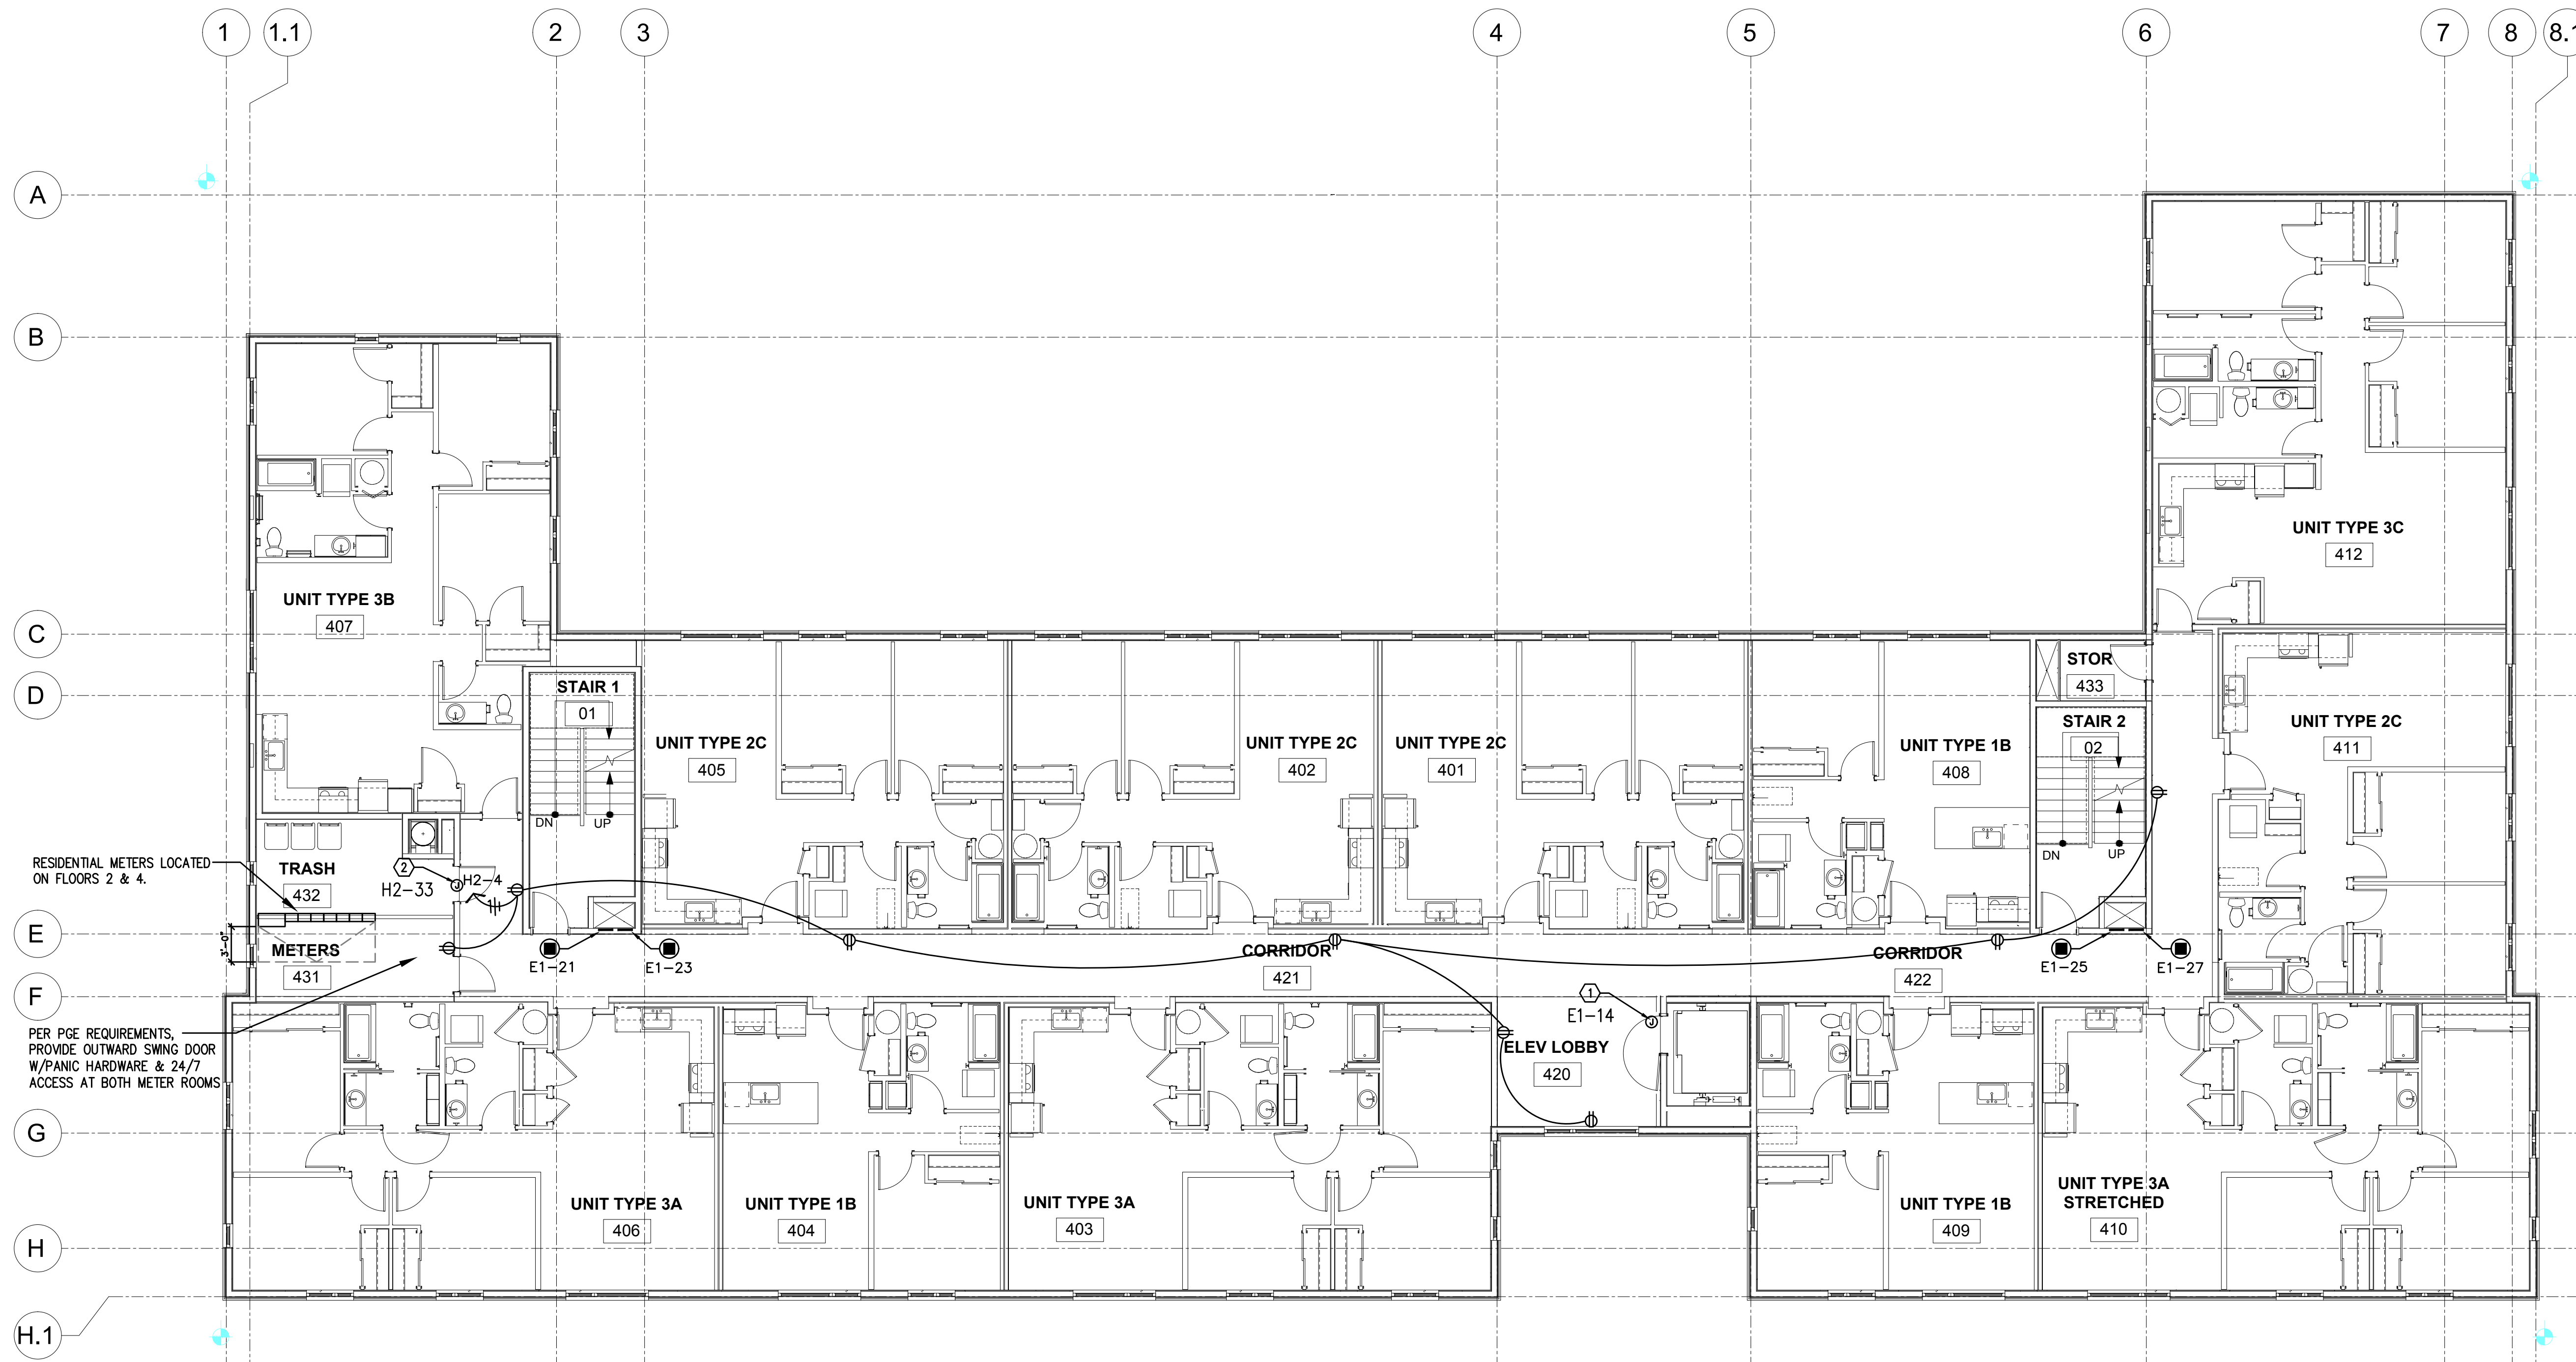 1
1.1
2
3
4
5
6
7
8
8.1
A
B
C
D
E
F
G
H
H.1
UNIT TYPE 3C
412
UNIT TYPE 3B
407
STOR
433
STAIR 1
01
DN
UP
UNIT TYPE 2C
405
UNIT TYPE 2C
402
UNIT TYPE 2C
401
UNIT TYPE 1B
408
STAIR 2
02
DN
UP
UNIT TYPE 2C
411
RESIDENTIAL METERS LOCATED
ON FLOORS 2 & 4.
TRASH
432
2
H2-33
J
H2-4
3'-0"
METERS
431
E1-21
E1-23
CORRIDOR
421
CORRIDOR
422
E1-25
E1-27
PER PGE REQUIREMENTS,
PROVIDE OUTWARD SWING DOOR
W/PANIC HARDWARE & 24/7
ACCESS AT BOTH METER ROOMS
1
E1-14
J
ELEV LOBBY
420
UNIT TYPE 3A
406
UNIT TYPE 1B
404
UNIT TYPE 3A
403
UNIT TYPE 1B
409
UNIT TYPE 3A
STRETCHED
410